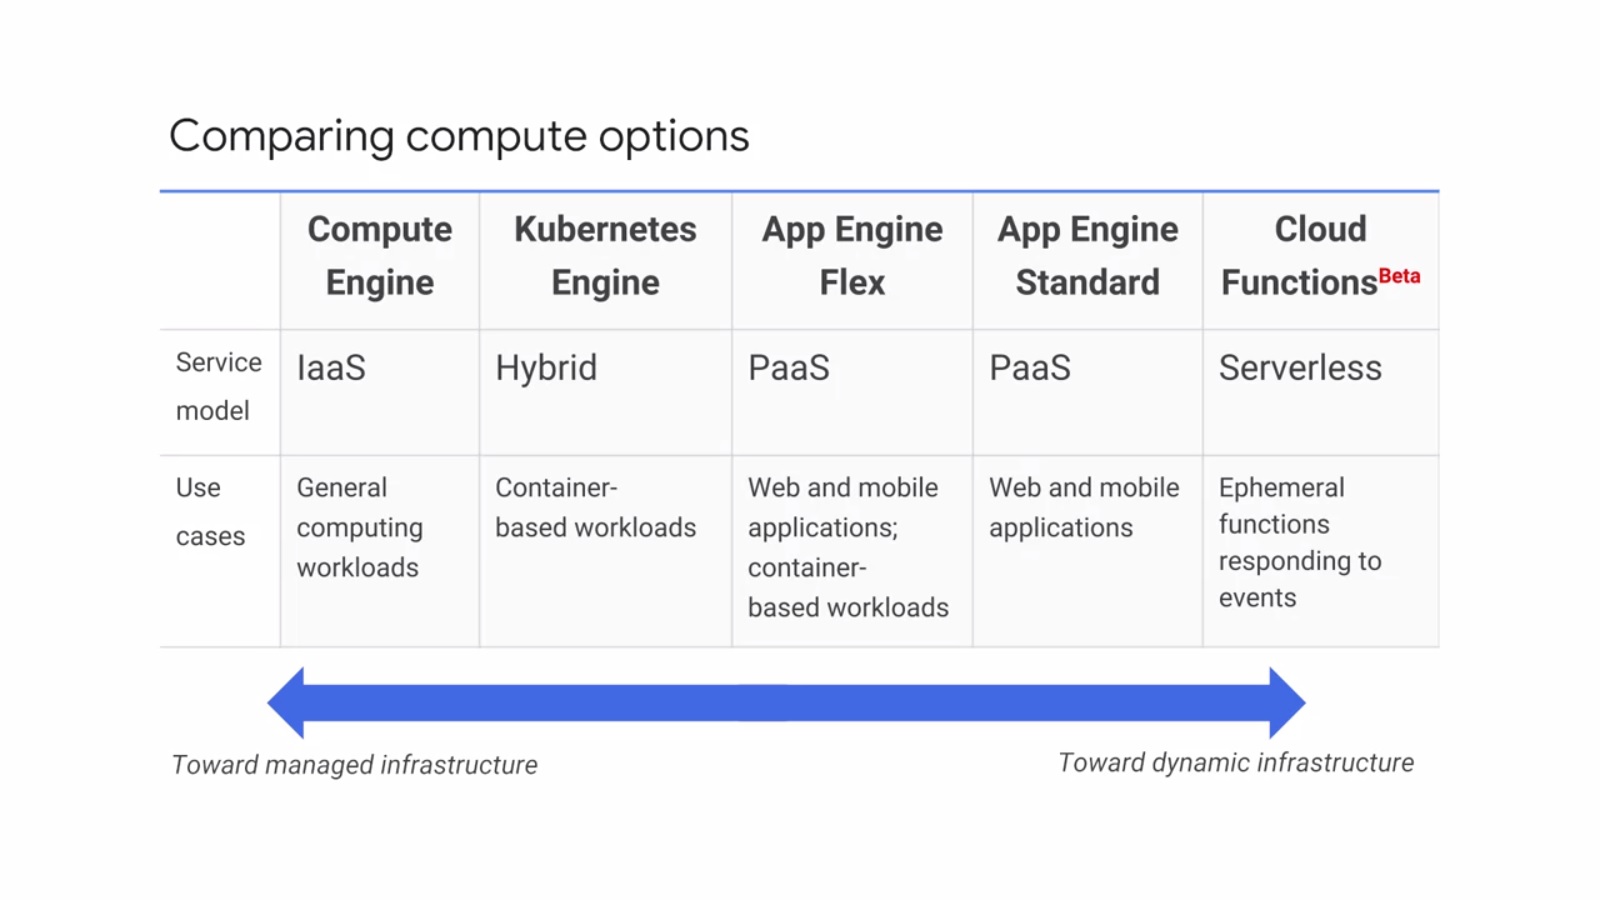 Comparing compute options
Compute Engine
Kubernetes Engine
App Engine Flex
App Engine Standard
Cloud Functions Beta
Service model
IaaS
Hybrid
PaaS
PaaS
Serverless
Use cases
General
computing
workloads
Container-
based workloads
Web and mobile
applications;
container-
based workloads
Web and mobile
applications
Ephemeral
functions
responding to
events
Toward managed infrastructure
Toward dynamic infrastructure